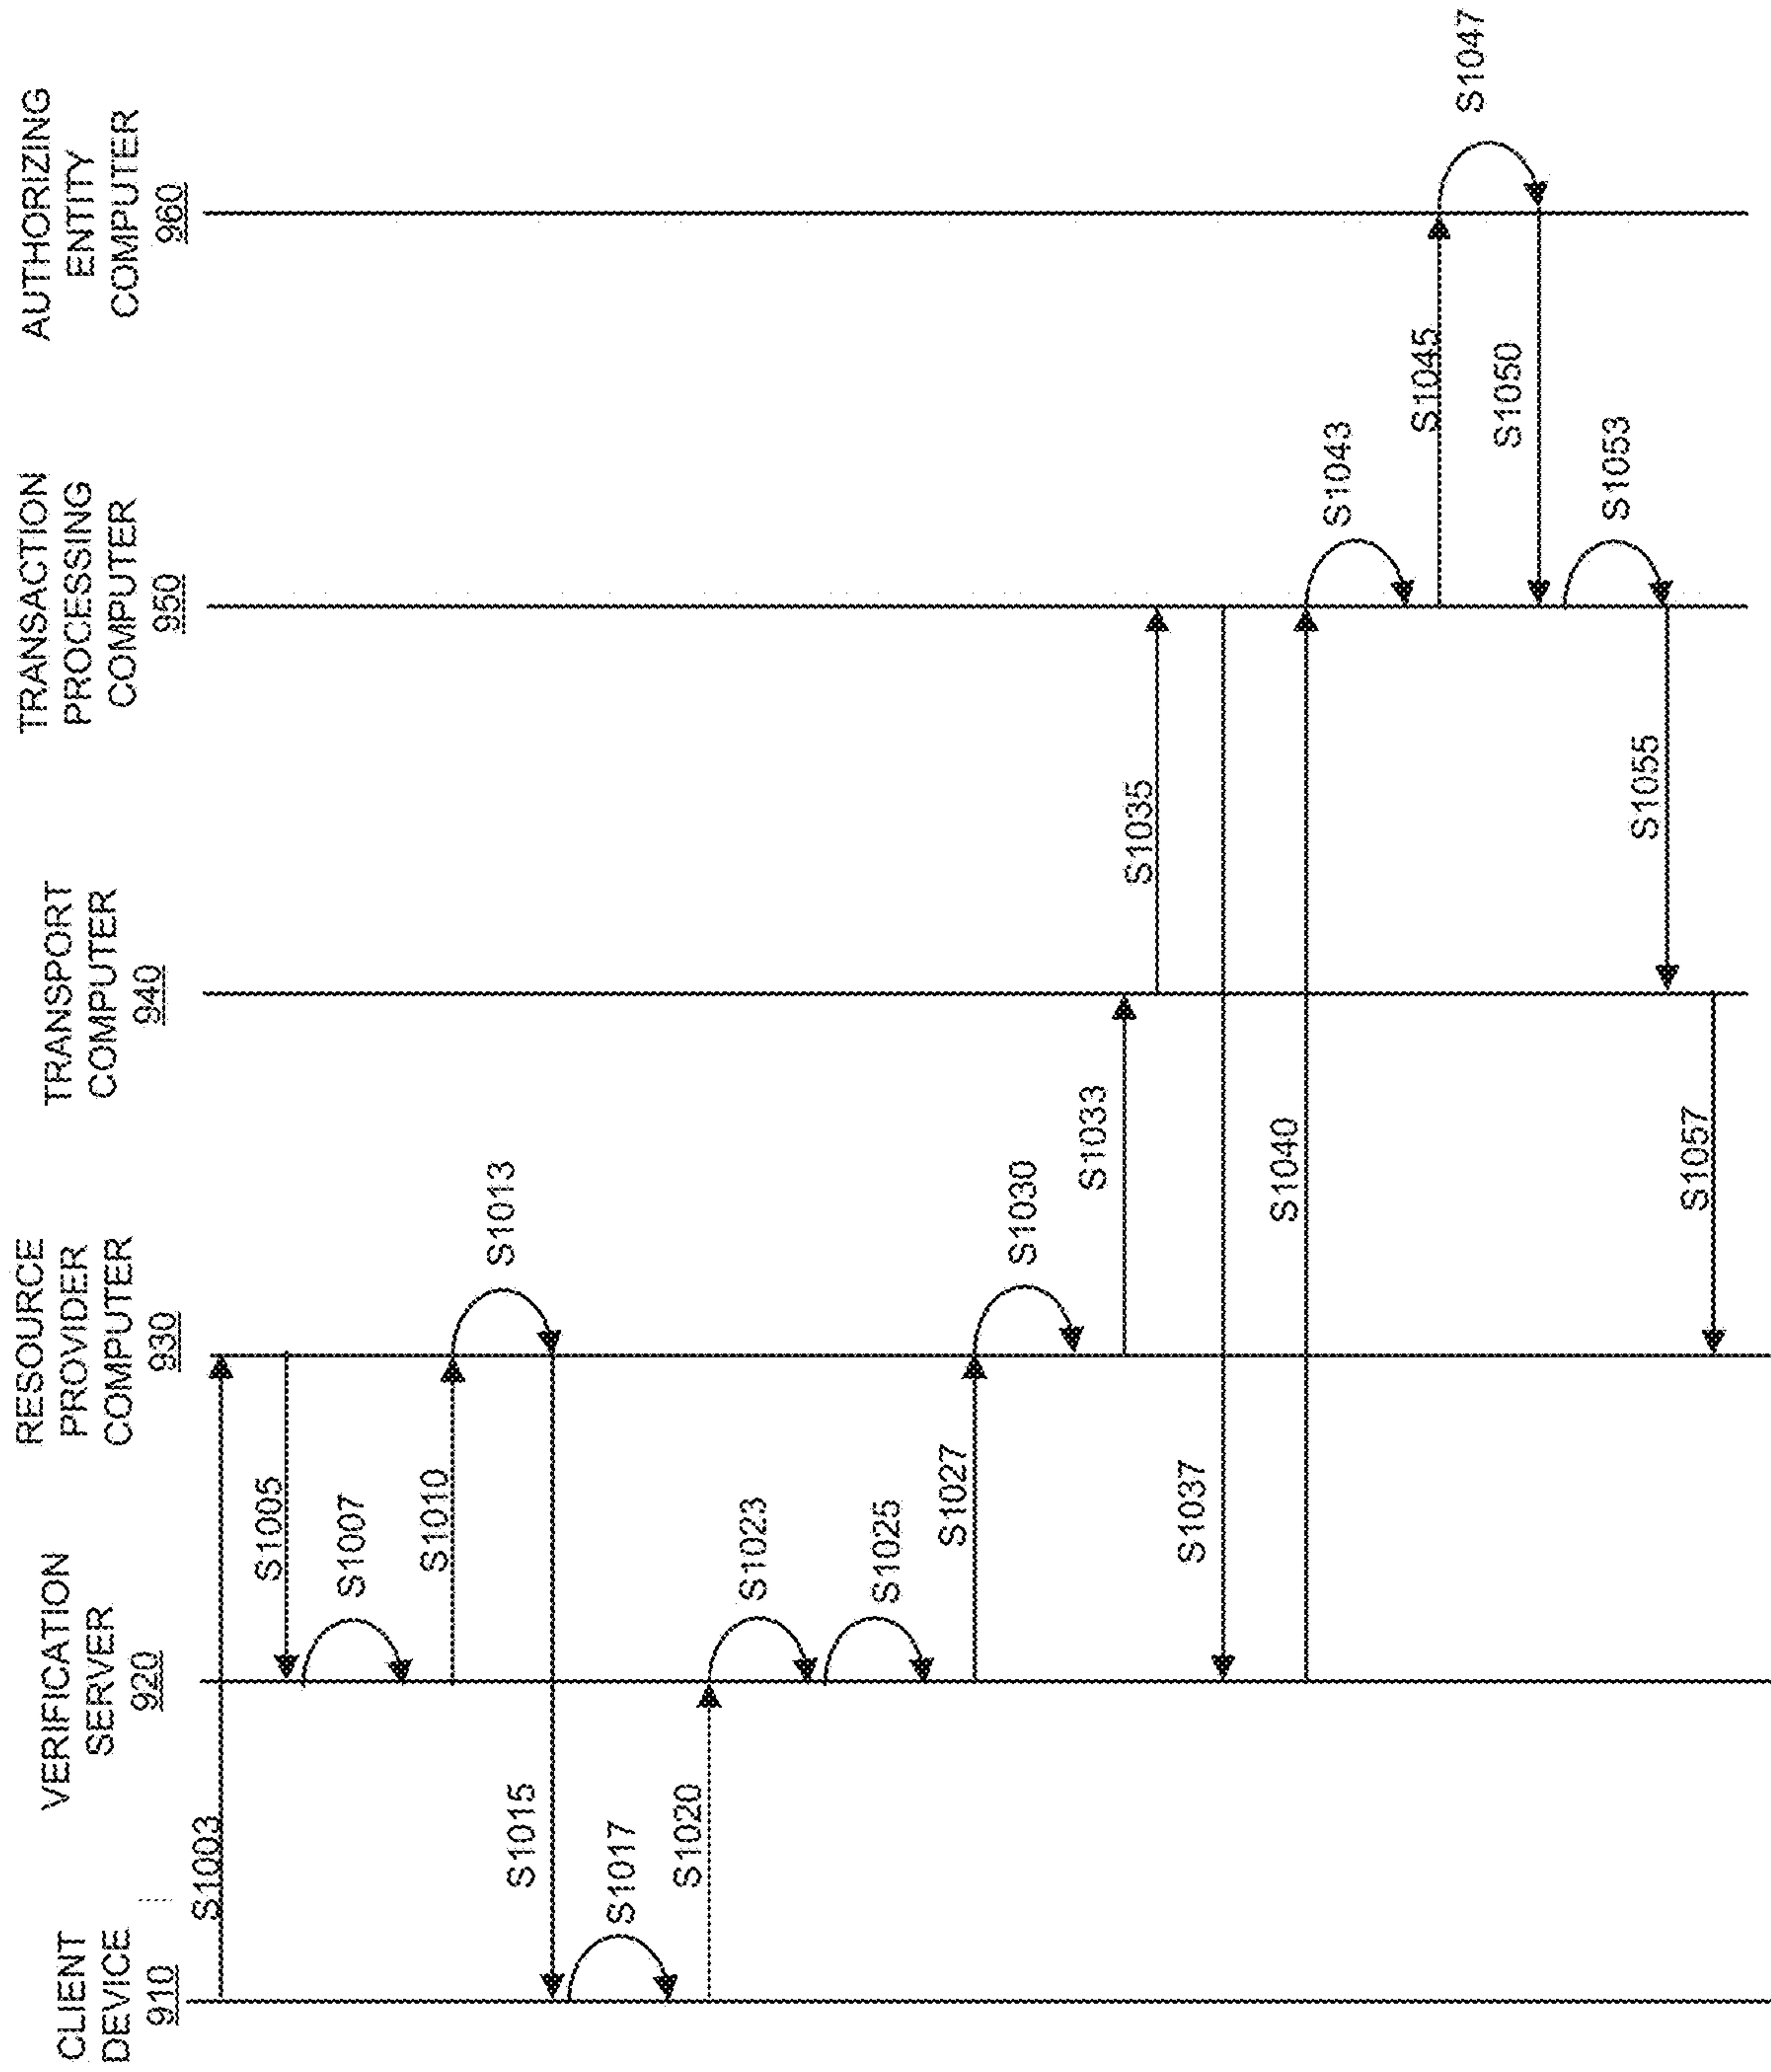 CLIENT
DEVICE
910
VERIFICATION
SERVER
920
RESOURCE
PROVIDER
COMPUTER
930
TRANSPORT
COMPUTER
940
TRANSACTION
PROCESSING
COMPUTER
950
AUTHORIZING
ENTITY
COMPUTER
960
S1003
S1005
S1007
S1010
S1013
S1015
S1017
S1020
S1023
S1025
S1027
S1030
S1033
S1035
S1037
S1040
S1043
S1045
S1047
S1050
S1053
S1055
S1057